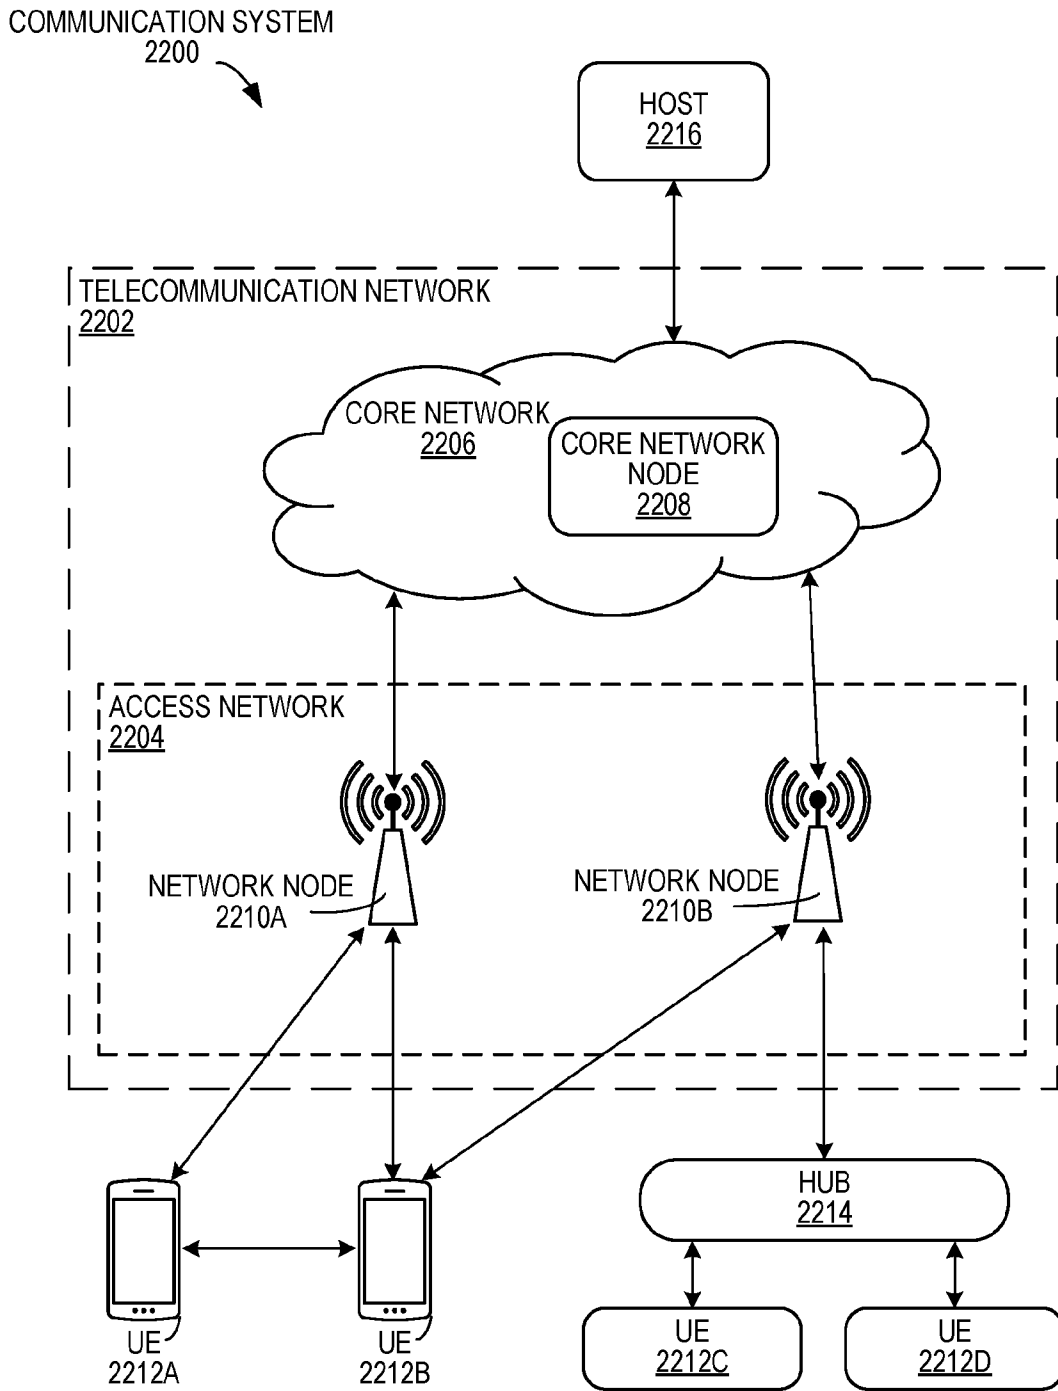 COMMUNICATION SYSTEM
2200
HOST
2216
TELECOMMUNICATION NETWORK
2202
CORE NETWORK
2206
CORE NETWORK
NODE
2208
ACCESS NETWORK
2204
NETWORK NODE
2210A
NETWORK NODE
2210B
HUB
2214
UE
2212A
UE
2212B
UE
2212C
UE
2212D